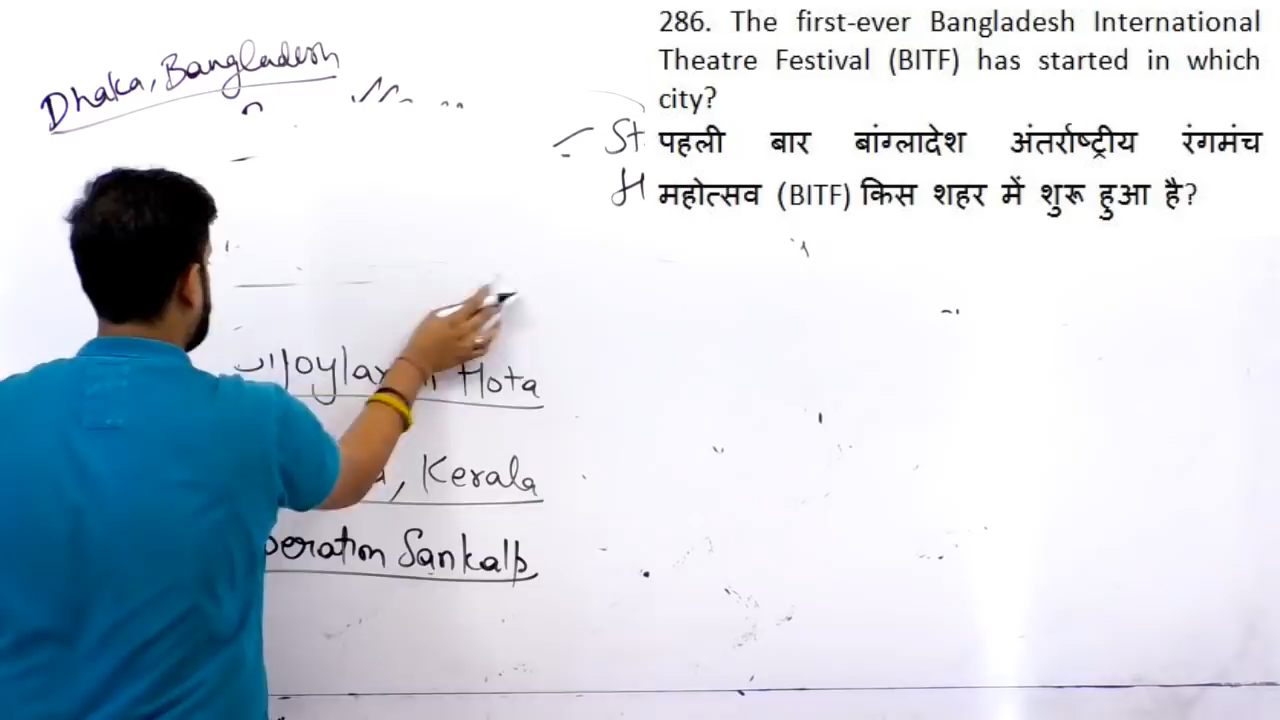 Dhaka, Bangladesh
286. The first-ever Bangladesh International
Theatre Festival (BITF) has started in which
city?
पहली बार बांग्लादेश अंतर्राष्ट्रीय रंगमंच
महोत्सव (BITF) किस शहर में शुरू हुआ है?
St
H
Hota
, Kerala
peration Sankalp